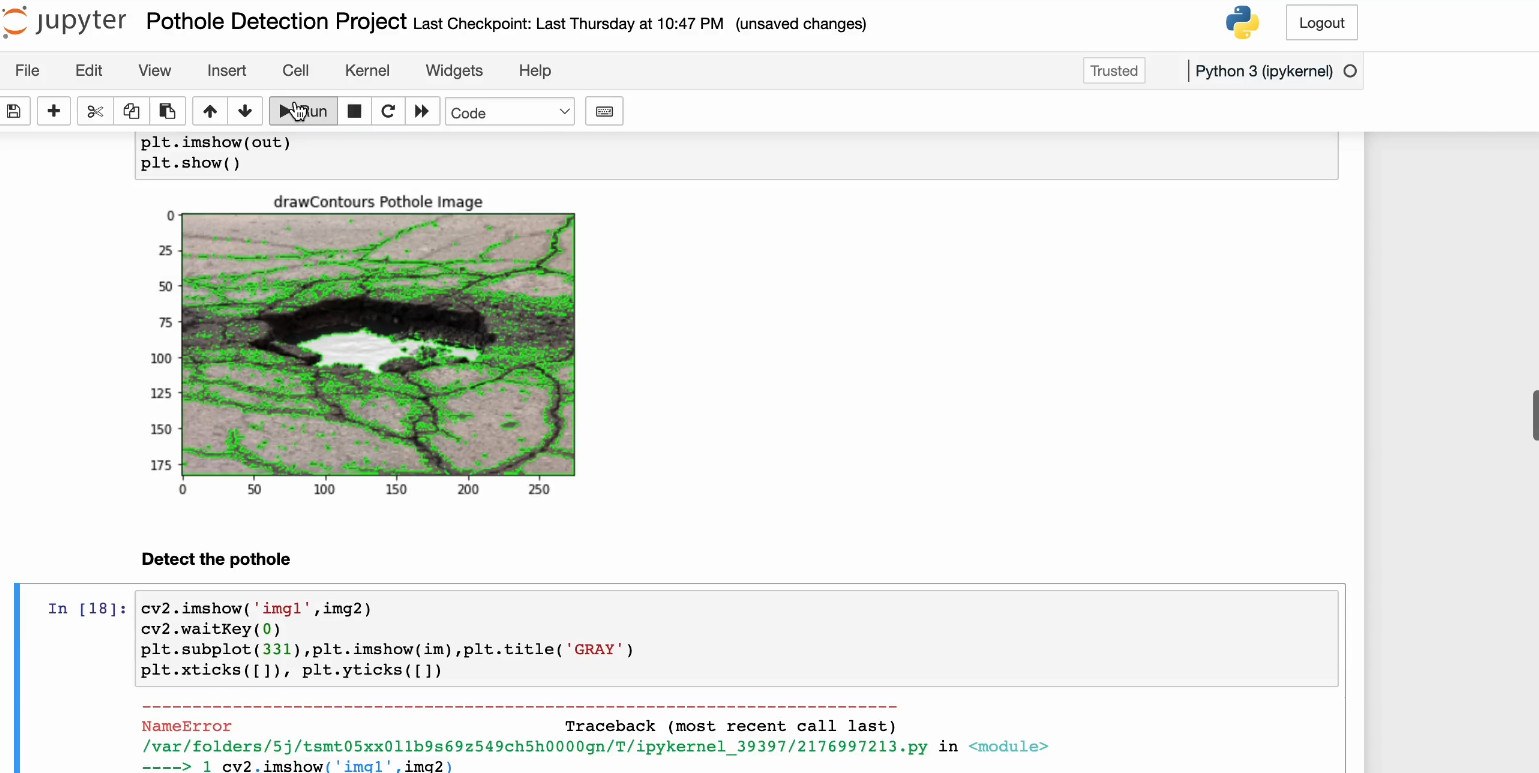 jupyter Pothole Detection Project Last Checkpoint: Last Thursday at 10:47 PM (unsaved changes) Logout
File Edit View Insert Cell Kernel Widgets Help Trusted Python 3 (ipykernel)
Run Code
plt.imshow(out)
plt.show()
drawContours Pothole Image
0
25
50
75
100
125
150
175
0 50 100 150 200 250
Detect the pothole
In [18]: cv2.imshow('img1',img2)
cv2.waitKey(0)
plt.subplot(331),plt.imshow(im),plt.title('GRAY')
plt.xticks([]), plt.yticks([])
---------------------------------------------------------------------------
NameError Traceback (most recent call last)
/var/folders/5j/tsmt05xx0llb9s69z549ch5h0000gn/T/ipykernel_39397/2176997213.py in <module>
----> 1 cv2.imshow('img1',img2)